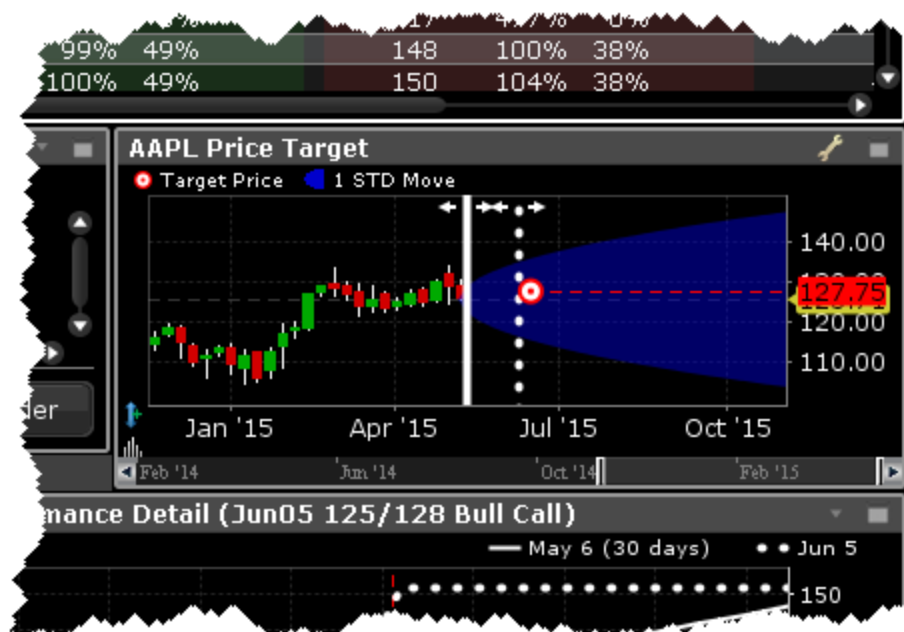 99% 49% 148 100% 38%
100% 49% 150 104% 38%
AAPL Price Target
Target Price 1 STD Move
140.00
127.75
120.00
110.00
Jan '15 Apr '15 Jul '15 Oct '15
Feb '14 Jun '14 Oct '14 Feb '15
mance Detail (Jun05 125/128 Bull Call)
May 6 (30 days) Jun 5
150